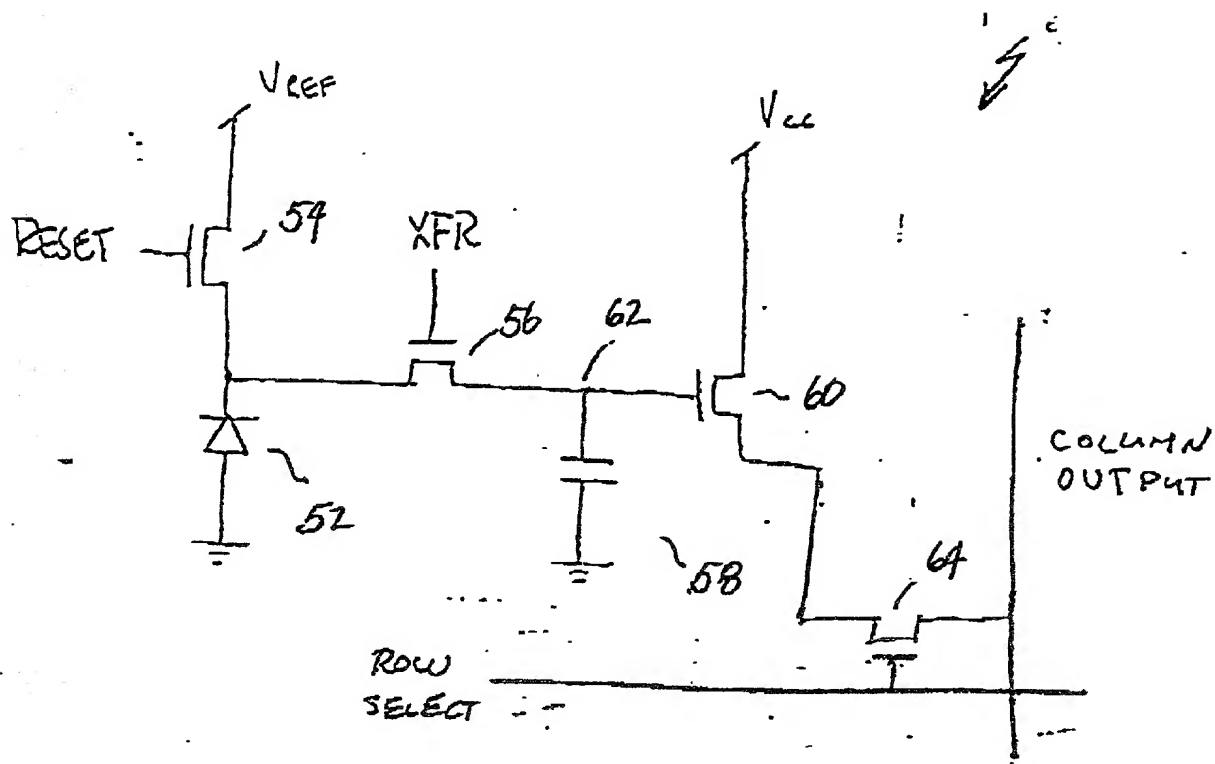 VREF
Vcc
RESET
54
XFR
56
62
60
52
58
64
COLUMN
OUTPUT
ROW
SELECT